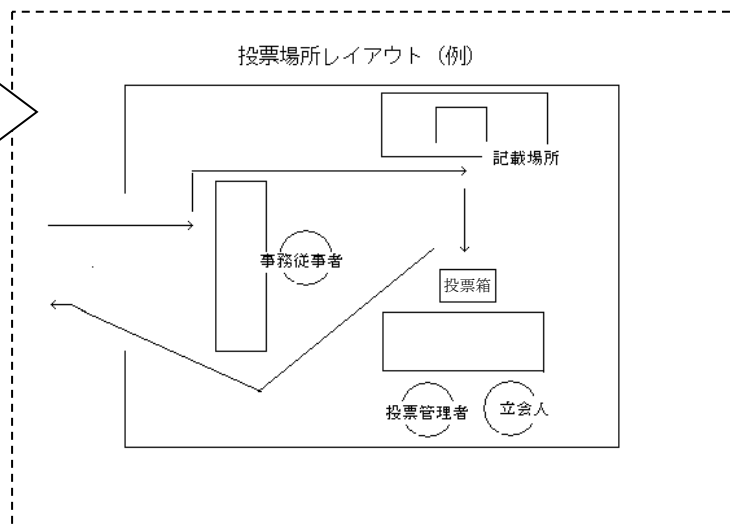 投票場所レイアウト（例）
記載場所
事務従事者
投票箱
投票管理者
立会人